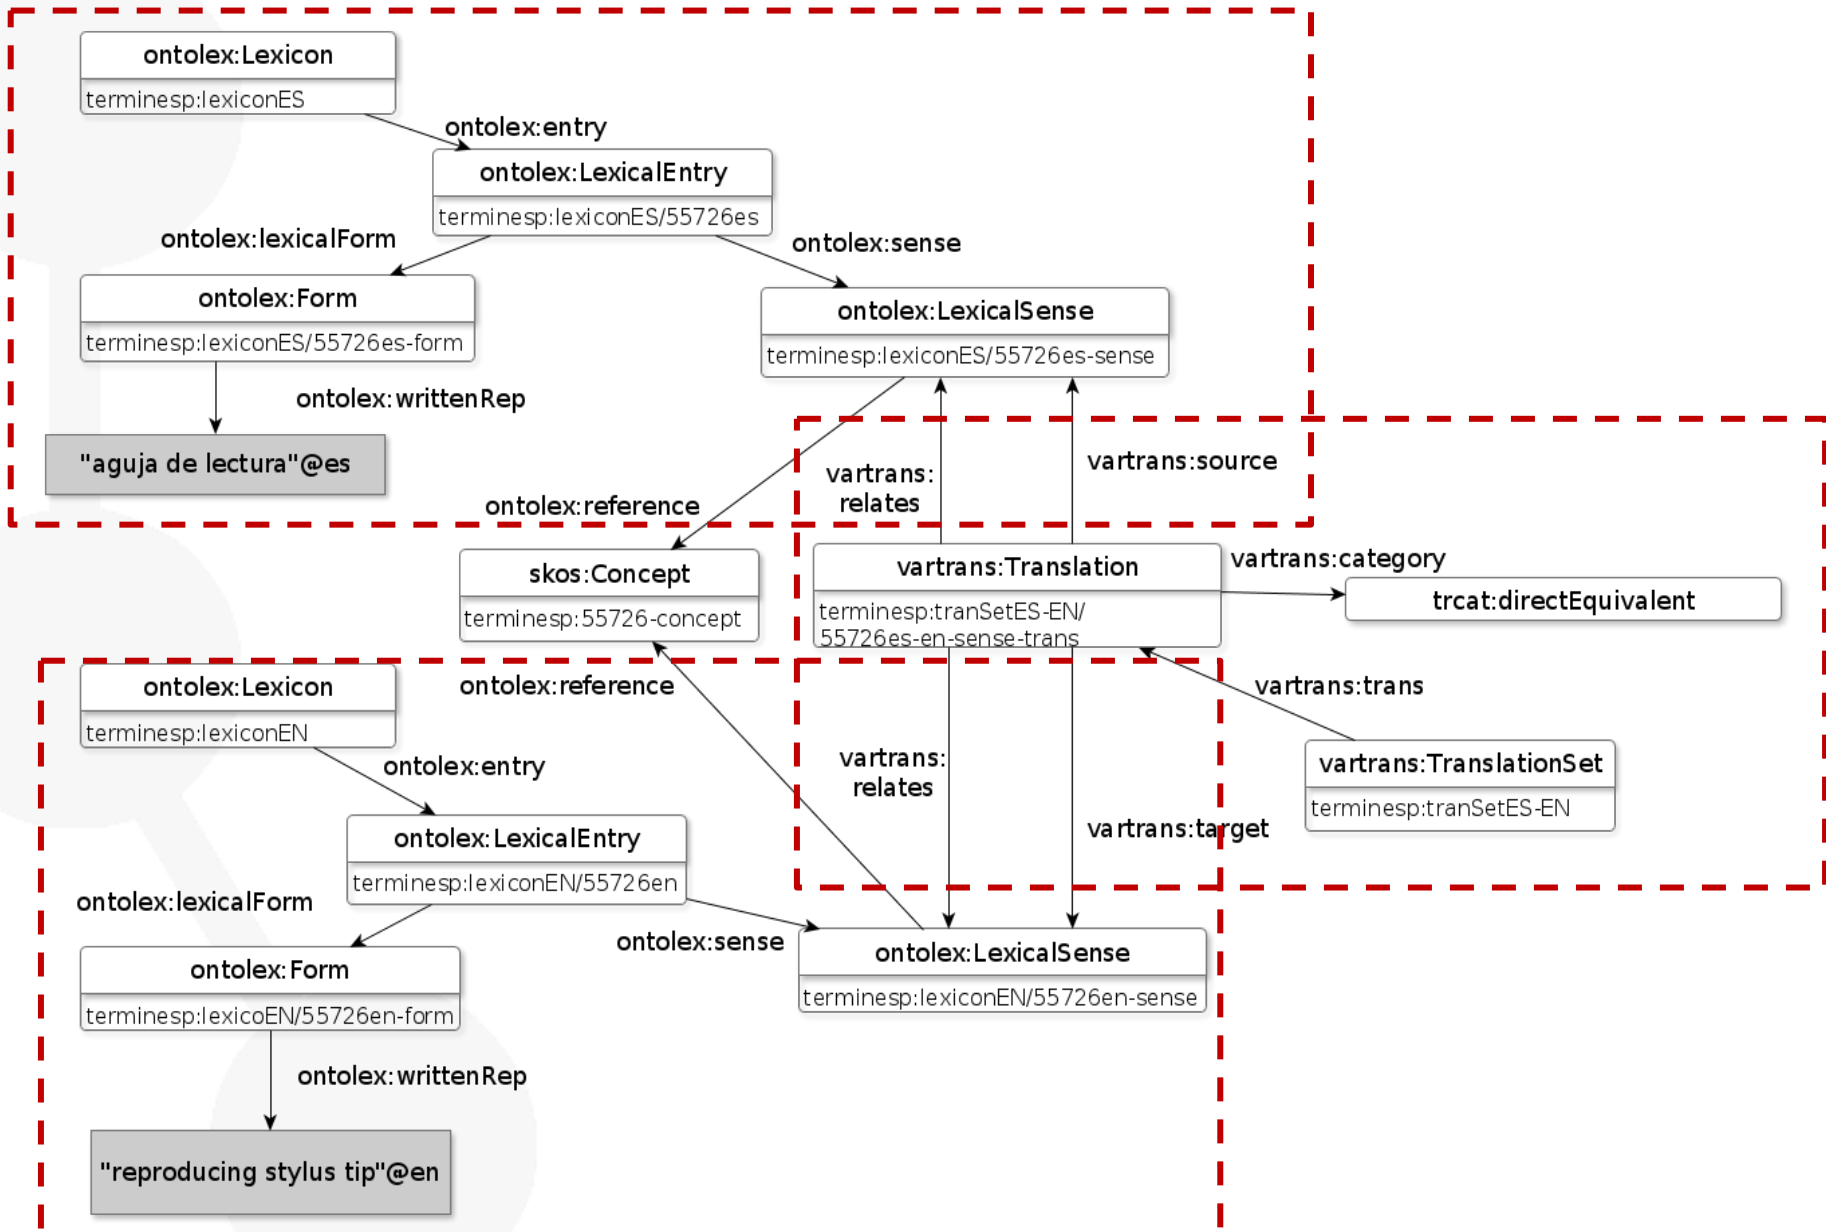 ontolex:Lexicon
terminesp:lexiconES
ontolex:entry
ontolex:LexicalEntry
terminesp:lexiconES/55726es
ontolex:lexicalForm
ontolex:sense
ontolex:Form
terminesp:lexiconES/55726es-form
ontolex:LexicalSense
terminesp:lexiconES/55726es-sense
ontolex:writtenRep
"aguja de lectura"@es
vartrans:
relates
vartrans:source
ontolex:reference
skos:Concept
terminesp:55726-concept
vartrans:Translation
terminesp:tranSetES-EN/
55726es-en-sense-trans
vartrans:category
trcat:directEquivalent
ontolex:Lexicon
terminesp:lexiconEN
ontolex:reference
vartrans:trans
ontolex:entry
vartrans:
relates
vartrans:TranslationSet
terminesp:tranSetES-EN
ontolex:LexicalEntry
terminesp:lexiconEN/55726en
vartrans:target
ontolex:lexicalForm
ontolex:sense
ontolex:Form
terminesp:lexicoEN/55726en-form
ontolex:LexicalSense
terminesp:lexiconEN/55726en-sense
ontolex:writtenRep
"reproducing stylus tip"@en